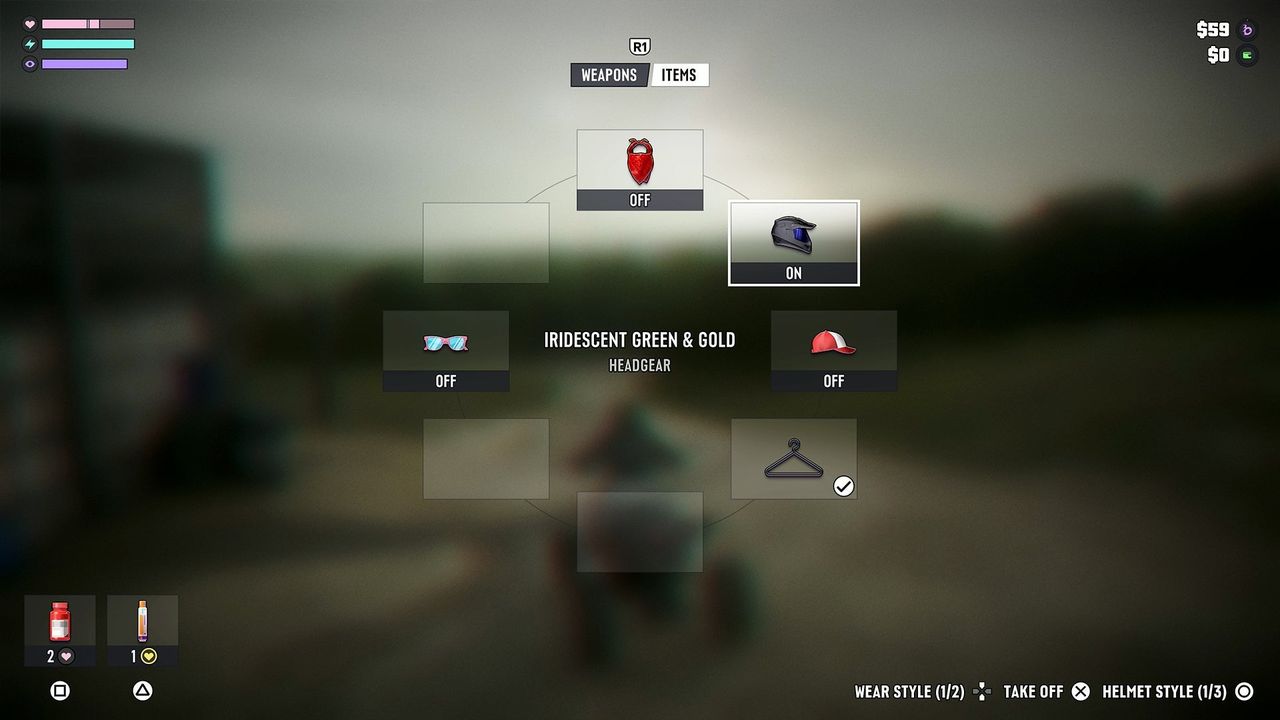 $59
$0
R1
WEAPONS ITEMS
OFF
ON
OFF
IRIDESCENT GREEN & GOLD
HEADGEAR
OFF
2
1
WEAR STYLE (1/2) TAKE OFF HELMET STYLE (1/3)